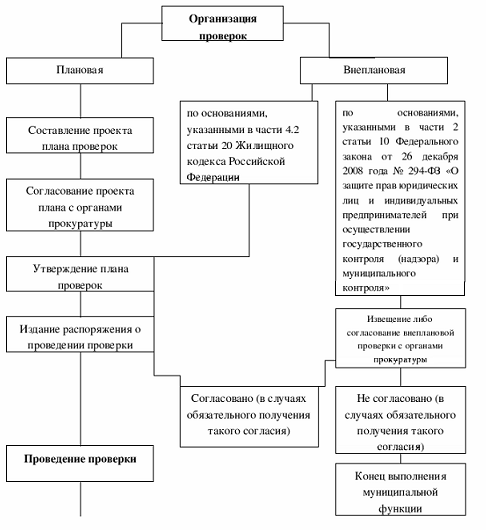 Организация
проверок
Плановая
Внеплановая
Составление проекта
плана проверок
Согласование проекта
плана с органами
прокуратуры
Утверждение плана
проверок
Издание распоряжения о
проведении проверки
Проведение проверки
по основаниями,
указанными в части 4.2
статьи 20 Жилищного
кодекса Российской
Федерации
по основаниями,
указанными в части 2
статьи 10 Федерального
закона от 26 декабря
2008 года № 294-ФЗ «О
защите прав юридических
лиц и индивидуальных
предпринимателей при
осуществлении
государственного
контроля (надзора) и
муниципального
контроля»
Извещение либо
согласование внеплановой
проверки с органами
прокуратуры
Согласовано (в случаях
обязательного получения
такого согласия)
Не согласовано (в
случаях обязательного
получения такого
согласия)
Конец выполнения
муниципальной
функции